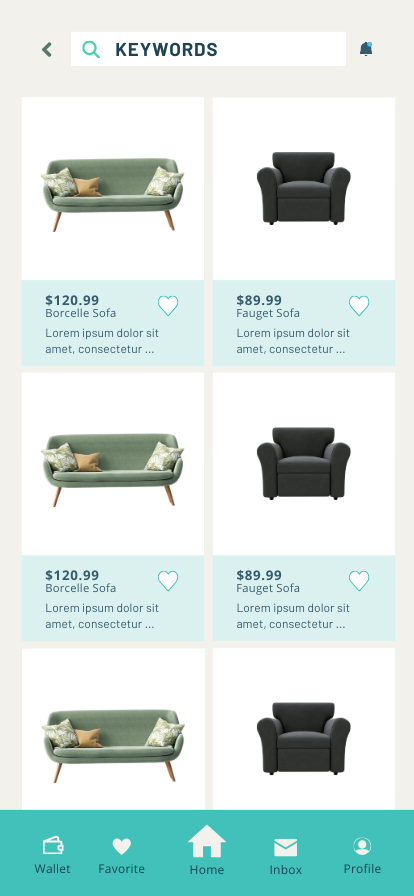 KEYWORDS
$120.99
Borcelle Sofa
Lorem ipsum dolor sit
amet, consectetur ...
$89.99
Fauget Sofa
Lorem ipsum dolor sit
amet, consectetur ...
$120.99
Borcelle Sofa
Lorem ipsum dolor sit
amet, consectetur ...
$89.99
Fauget Sofa
Lorem ipsum dolor sit
amet, consectetur ...
Wallet
Favorite
Home
Inbox
Profile